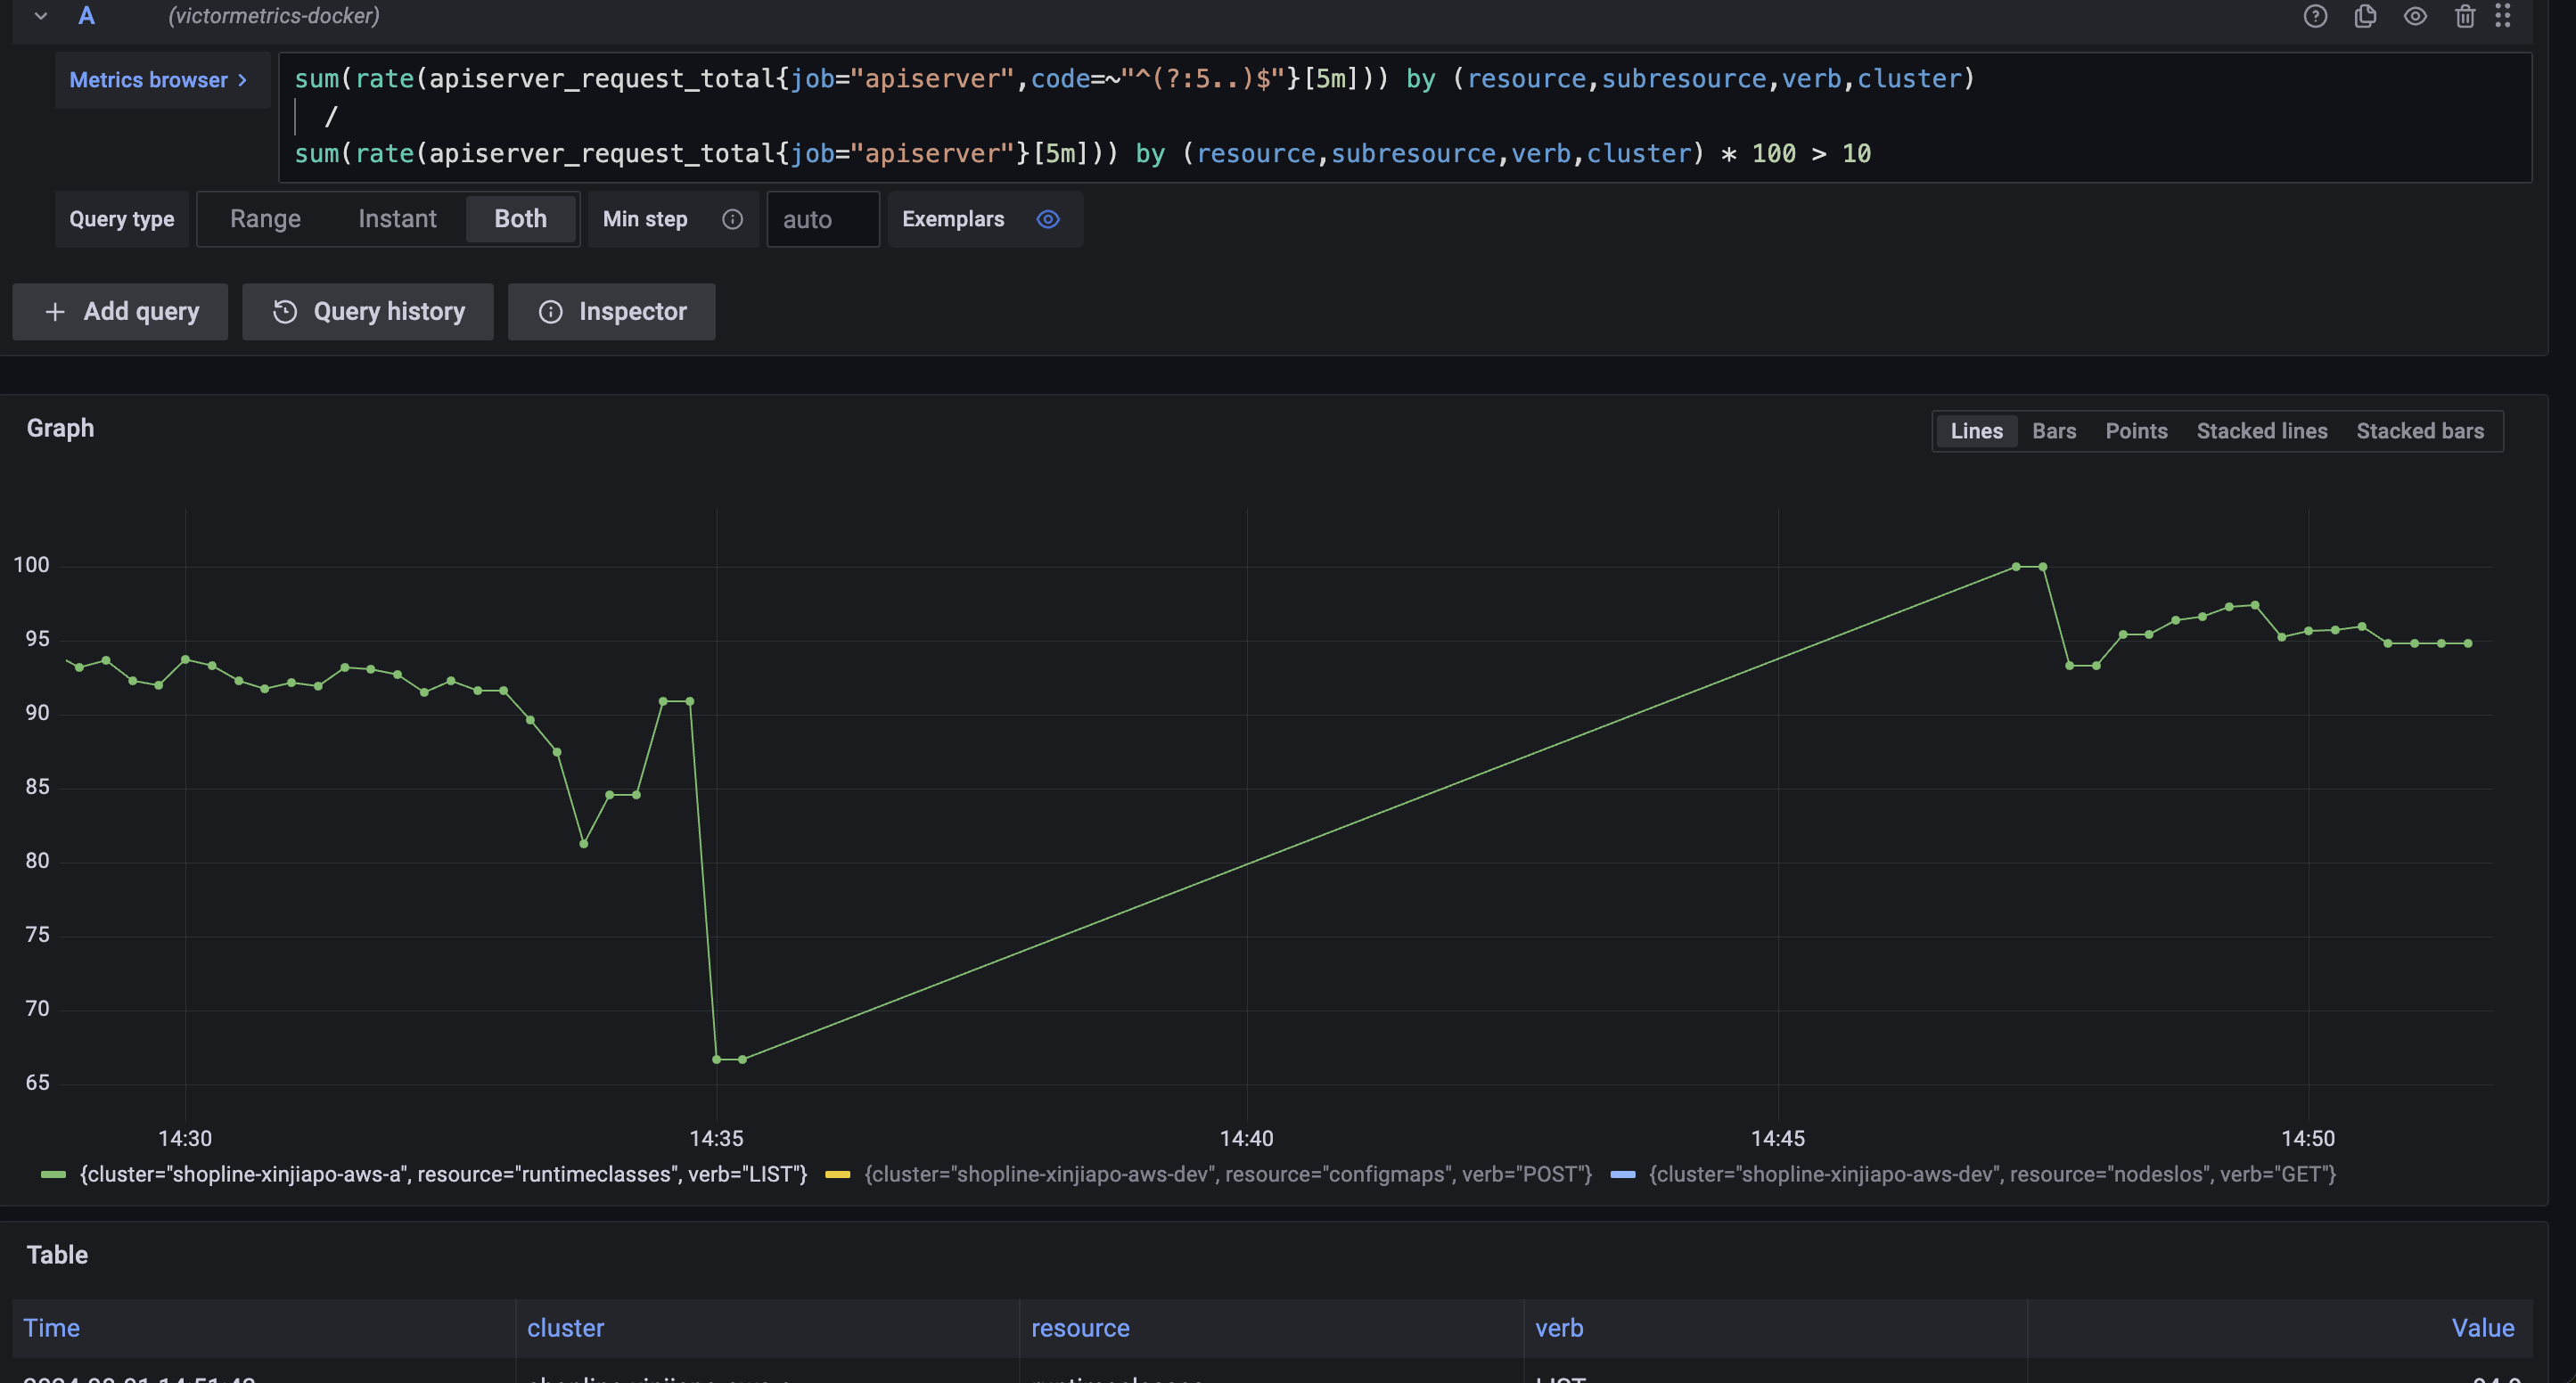 A (victormetrics-docker)
Metrics browser >
sum(rate(apiserver_request_total{job="apiserver",code=~"^(?:5..)$"}[5m])) by (resource,subresource,verb,cluster)
/
sum(rate(apiserver_request_total{job="apiserver"}[5m])) by (resource,subresource,verb,cluster) * 100 > 10
Query type Range Instant Both Min step auto Exemplars
+ Add query Query history Inspector
Graph
Lines Bars Points Stacked lines Stacked bars
100
95
90
85
80
75
70
65
14:30 14:35 14:40 14:45 14:50
{cluster="shopline-xinjiapo-aws-a", resource="runtimeclasses", verb="LIST"} {cluster="shopline-xinjiapo-aws-dev", resource="configmaps", verb="POST"} {cluster="shopline-xinjiapo-aws-dev", resource="nodeslos", verb="GET"}
Table
Time cluster resource verb Value